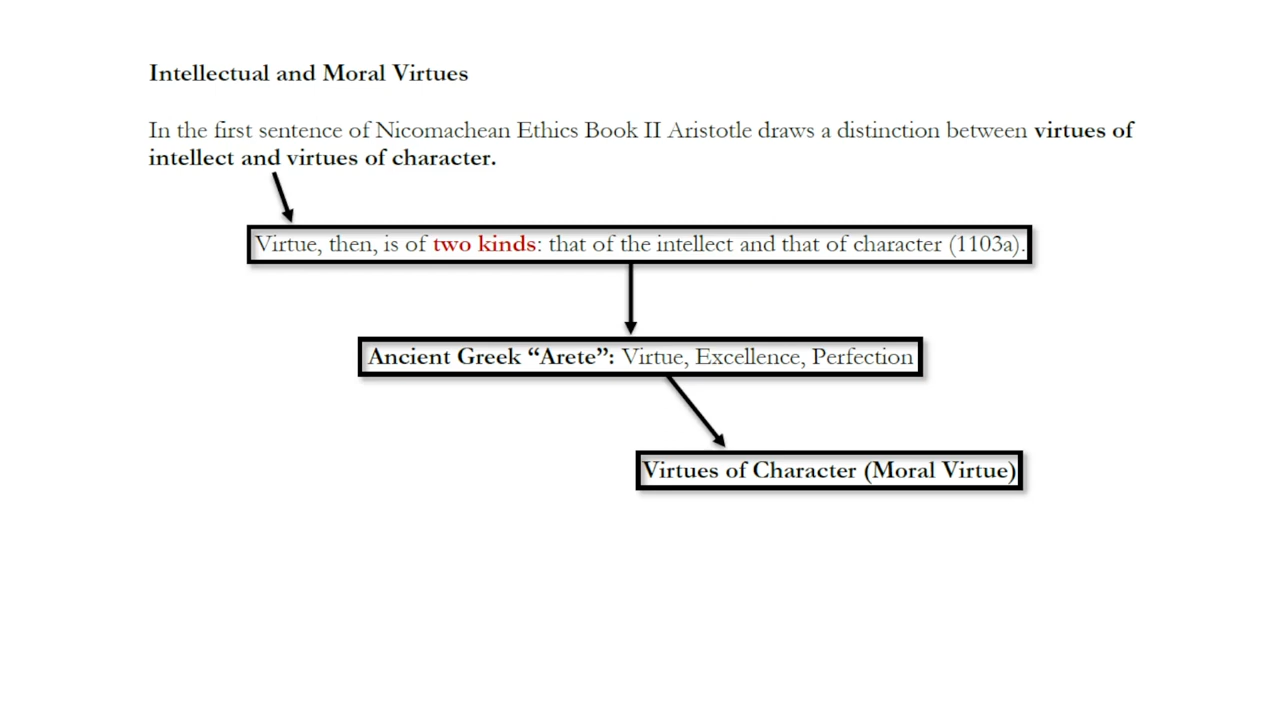 Intellectual and Moral Virtues
In the first sentence of Nicomachean Ethics Book II Aristotle draws a distinction between virtues of
intellect and virtues of character.
Virtue, then, is of two kinds: that of the intellect and that of character (1103a).
Ancient Greek “Arete”: Virtue, Excellence, Perfection
Virtues of Character (Moral Virtue)